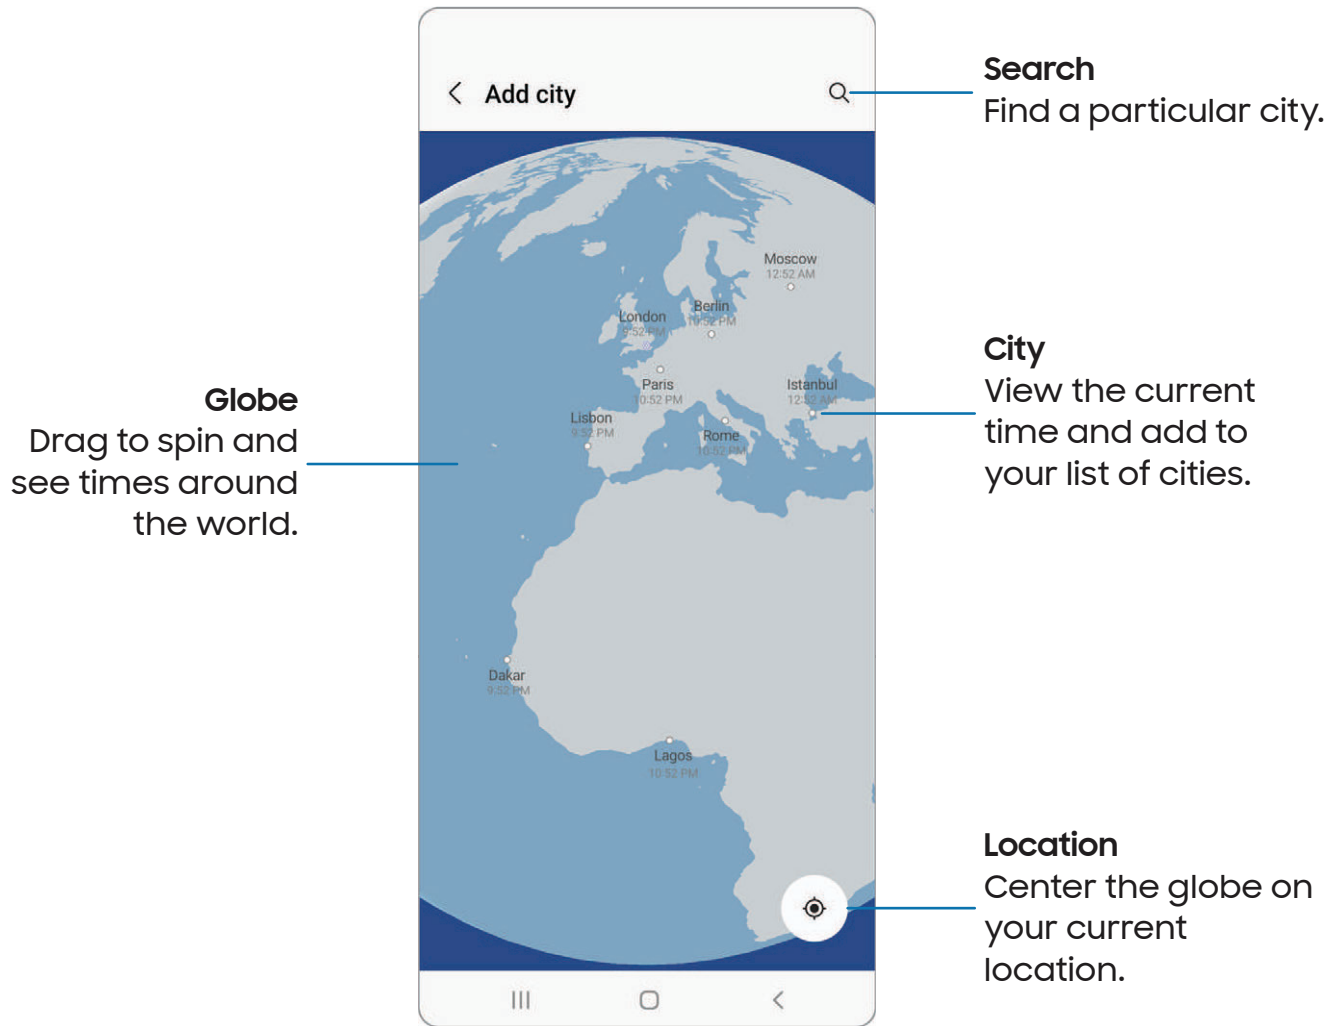 Add city
Search
Find a particular city.
Moscow
12:52 AM
Berlin
10:52 PM
London
9:52 PM
City
View the current
time and add to
your list of cities.
Paris
10:52 PM
Istanbul
12:52 AM
Globe
Drag to spin and
see times around
the world.
Lisbon
9:52 PM
Rome
10:52 PM
Dakar
9:52 PM
Lagos
10:52 PM
Location
Center the globe on
your current
location.